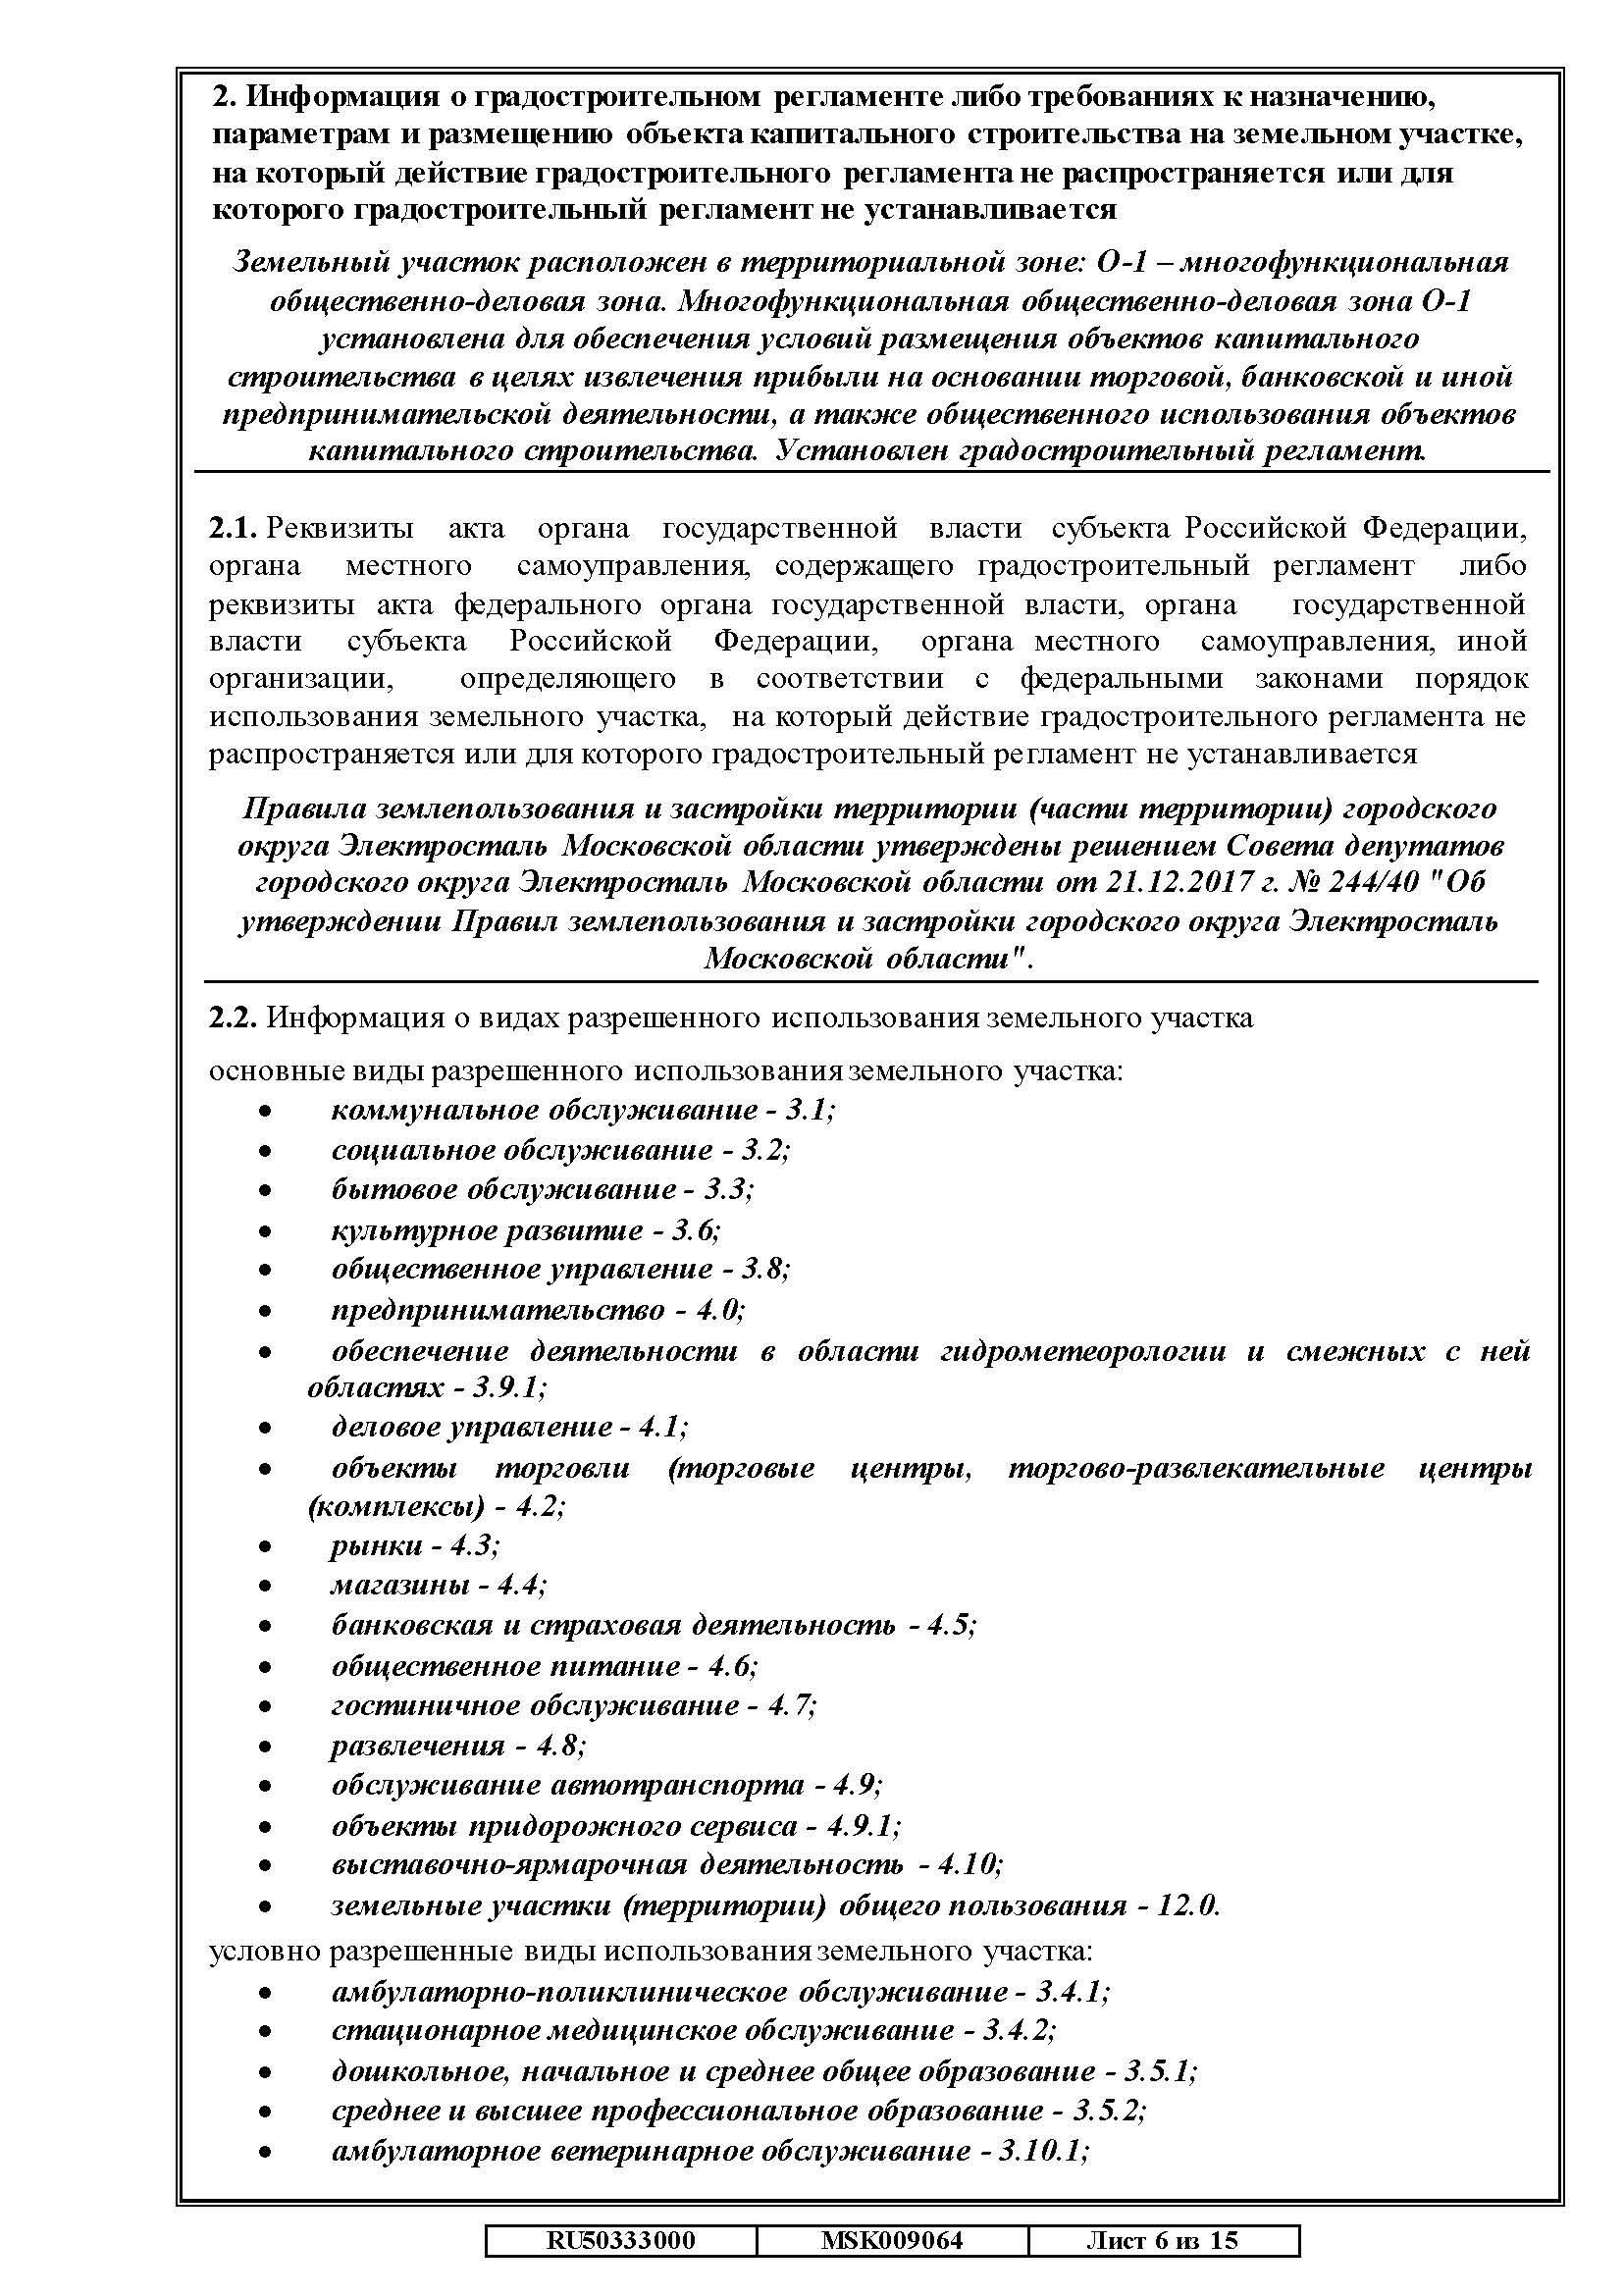 2. Информация о градостроительном регламенте либо требованиях к назначению,
параметрам и размещению объекта капитального строительства на земельном участке,
на который действие градостроительного регламента не распространяется или для
которого градостроительный регламент не устанавливается
Земельный участок расположен в территориальной зоне: О-1 – многофункциональная
общественно-деловая зона. Многофункциональная общественно-деловая зона О-1
установлена для обеспечения условий размещения объектов капитального
строительства в целях извлечения прибыли на основании торговой, банковской и иной
предпринимательской деятельности, а также общественного использования объектов
капитального строительства. Установлен градостроительный регламент.
2.1. Реквизиты акта органа государственной власти субъекта Российской Федерации,
органа местного самоуправления, содержащего градостроительный регламент либо
реквизиты акта федерального органа государственной власти, органа государственной
власти субъекта Российской Федерации, органа местного самоуправления, иной
организации, определяющего в соответствии с федеральными законами порядок
использования земельного участка, на который действие градостроительного регламента не
распространяется или для которого градостроительный регламент не устанавливается
Правила землепользования и застройки территории (части территории) городского
округа Электросталь Московской области утверждены решением Совета депутатов
городского округа Электросталь Московской области от 21.12.2017 г. № 244/40 "Об
утверждении Правил землепользования и застройки городского округа Электросталь
Московской области".
2.2. Информация о видах разрешенного использования земельного участка
основные виды разрешенного использования земельного участка:
• коммунальное обслуживание - 3.1;
• социальное обслуживание - 3.2;
• бытовое обслуживание - 3.3;
• культурное развитие - 3.6;
• общественное управление - 3.8;
• предпринимательство - 4.0;
• обеспечение деятельности в области гидрометеорологии и смежных с ней
областях - 3.9.1;
• деловое управление - 4.1;
• объекты торговли (торговые центры, торгово-развлекательные центры
(комплексы) - 4.2;
• рынки - 4.3;
• магазины - 4.4;
• банковская и страховая деятельность - 4.5;
• общественное питание - 4.6;
• гостиничное обслуживание - 4.7;
• развлечения - 4.8;
• обслуживание автотранспорта - 4.9;
• объекты придорожного сервиса - 4.9.1;
• выставочно-ярмарочная деятельность - 4.10;
• земельные участки (территории) общего пользования - 12.0.
условно разрешенные виды использования земельного участка:
• амбулаторно-поликлиническое обслуживание - 3.4.1;
• стационарное медицинское обслуживание - 3.4.2;
• дошкольное, начальное и среднее общее образование - 3.5.1;
• среднее и высшее профессиональное образование - 3.5.2;
• амбулаторное ветеринарное обслуживание - 3.10.1;
RU50333000 MSK009064 Лист 6 из 15